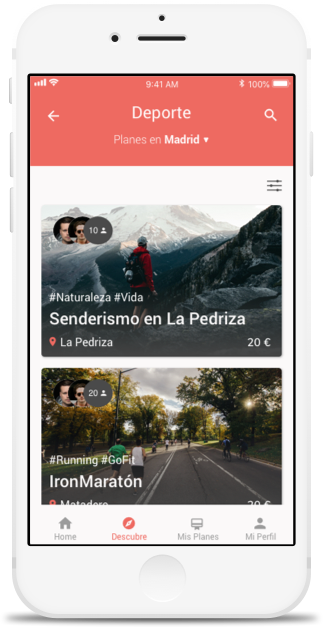 9:41 AM
100%
Deporte
Planes en Madrid ▾
10
#Naturaleza #Vida
Senderismo en La Pedriza
La Pedriza 20 €
20
#Running #GoFit
IronMaratón
Matadero 20 €
Home Descubre Mis Planes Mi Perfil